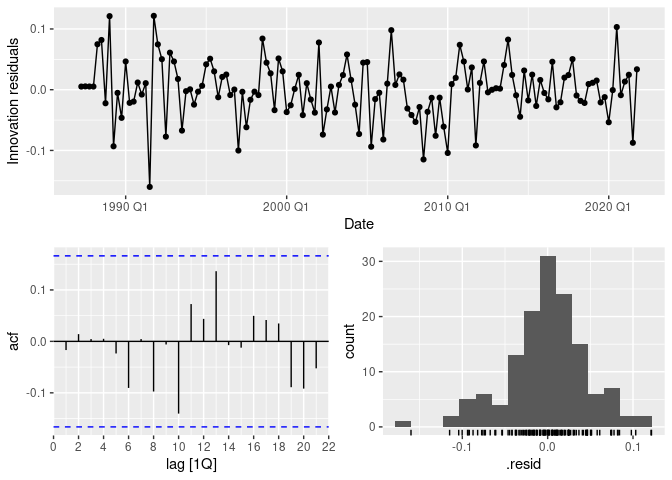 0.1
0.0
-0.1
Innovation residuals
1990 Q1 2000 Q1 2010 Q1 2020 Q1
Date
0.1
0.0
-0.1
acf
0 2 4 6 8 10 12 14 16 18 20 22
lag [1Q]
30
20
10
0
count
-0.1 0.0 0.1
.resid